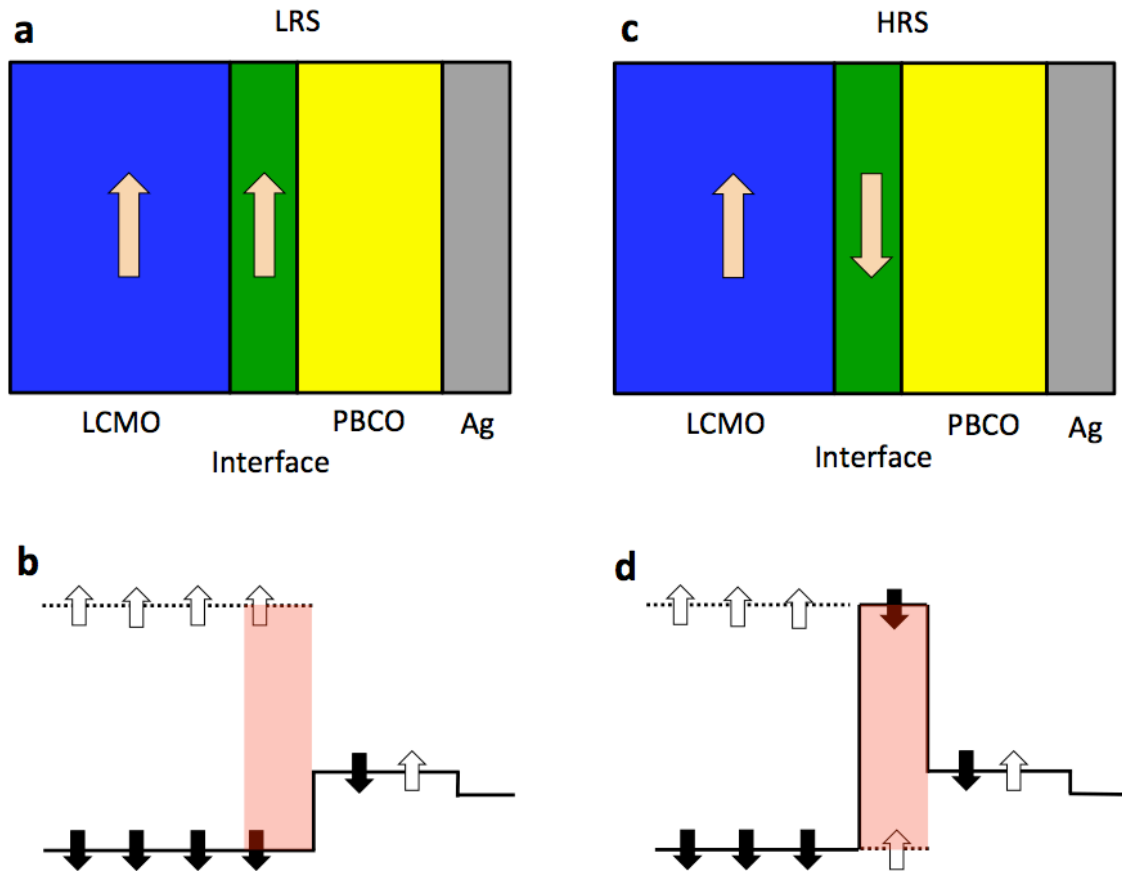 a
LRS
LCMO
PBCO
Ag
Interface
c
HRS
LCMO
PBCO
Ag
Interface
b
d